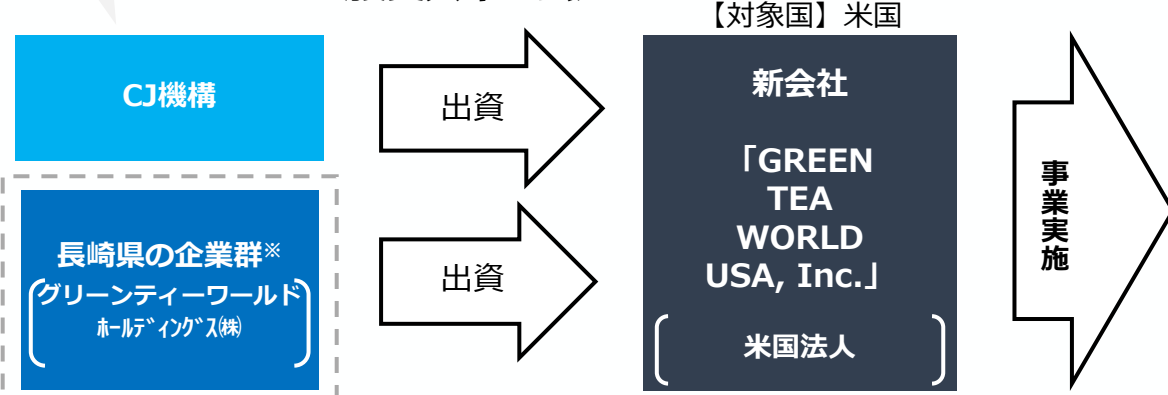 【対象国】米国
CJ機構
出資
新会社
「GREEN
TEA
WORLD
USA, Inc.」
米国法人
長崎県の企業群※
グリーンティーワールド
ﾎｰﾙﾃﾞｨﾝｸﾞｽ㈱
出資
事業実施